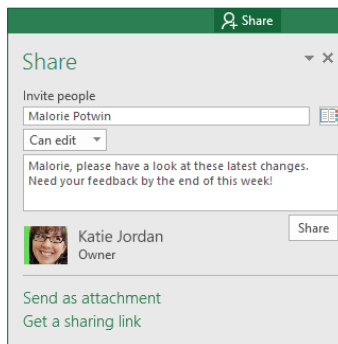 Share
Share
Invite people
Malorie Potwin
Can edit
Malorie, please have a look at these latest changes.
Need your feedback by the end of this week!
Share
Katie Jordan
Owner
Send as attachment
Get a sharing link